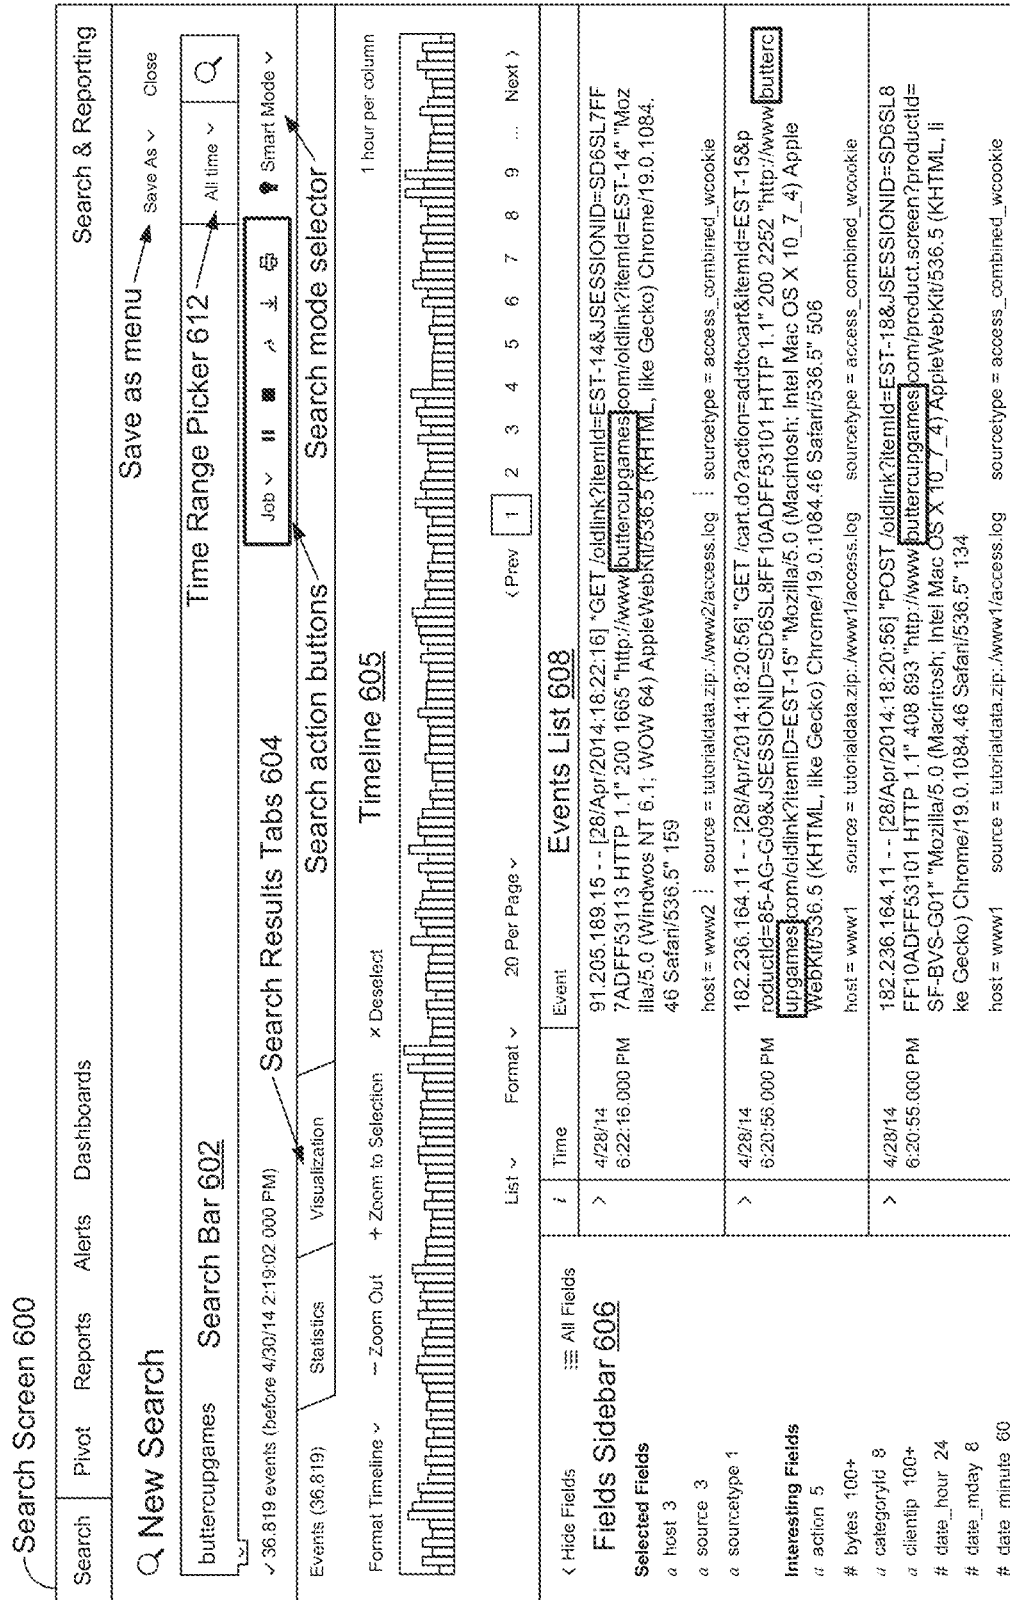 Search Screen 600
Search Pivot Reports Alerts Dashboards Search & Reporting
New Search
Save as menu
Save As Close
buttercupgames Search Bar 602
Time Range Picker 612
All time
✓ 36,819 events (before 4/30/14 2:19:02.000 PM)
Search Results Tabs 604
Job
Smart Mode
Events (36,819) Statistics Visualization
Search action buttons
Search mode selector
Format Timeline − Zoom Out + Zoom to Selection × Deselect
Timeline 605
1 hour per column
List Format 20 Per Page
< Prev 1 2 3 4 5 6 7 8 9 ... Next >
< Hide Fields All Fields
i Time Event
Events List 608
Fields Sidebar 606
Selected Fields
a host 3
a source 3
a sourcetype 1
Interesting Fields
a action 5
# bytes 100+
a categoryId 8
a clientip 100+
# date_hour 24
# date_mday 8
# date_minute 60
> 4/28/14
6:22:16.000 PM
91.205.189.15 - - [28/Apr/2014:18:22:16] "GET /oldlink?itemId=EST-14&JSESSIONID=SD6SL7FF
7ADFF53113 HTTP 1.1" 200 1665 "http://www.buttercupgames.com/oldlink?itemId=EST-14" "Moz
illa/5.0 (Windwos NT 6.1; WOW 64) AppleWebKit/536.5 (KHTML, like Gecko) Chrome/19.0.1084.
46 Safari/536.5" 159
host = www2 source = tutorialdata.zip:./www2/access.log sourcetype = access_combined_wcookie
> 4/28/14
6:20:56.000 PM
182.236.164.11 - - [28/Apr/2014:18:20:56] "GET /cart.do?action=addtocart&itemId=EST-15&p
roductId=85-AG-G09&JSESSIONID=SD6SL8FF10ADFF53101 HTTP 1.1" 200 2252 "http://www.butterc
upgames.com/oldlink?itemID=EST-15" "Mozilla/5.0 (Macintosh; Intel Mac OS X 10_7_4) Apple
WebKit/536.5 (KHTML, like Gecko) Chrome/19.0.1084.46 Safari/536.5" 506
host = www1 source = tutorialdata.zip:./www1/access.log sourcetype = access_combined_wcookie
> 4/28/14
6:20:55.000 PM
182.236.164.11 - - [28/Apr/2014:18:20:56] "POST /oldlink?itemId=EST-18&JSESSIONID=SD6SL8
FF10ADFF53101 HTTP 1.1" 408 893 "http://www.buttercupgames.com/product.screen?productId=
SF-BVS-G01" "Mozilla/5.0 (Macintosh; Intel Mac OS X 10_7_4) AppleWebKit/536.5 (KHTML, li
ke Gecko) Chrome/19.0.1084.46 Safari/536.5" 134
host = www1 source = tutorialdata.zip:./www1/access.log sourcetype = access_combined_wcookie